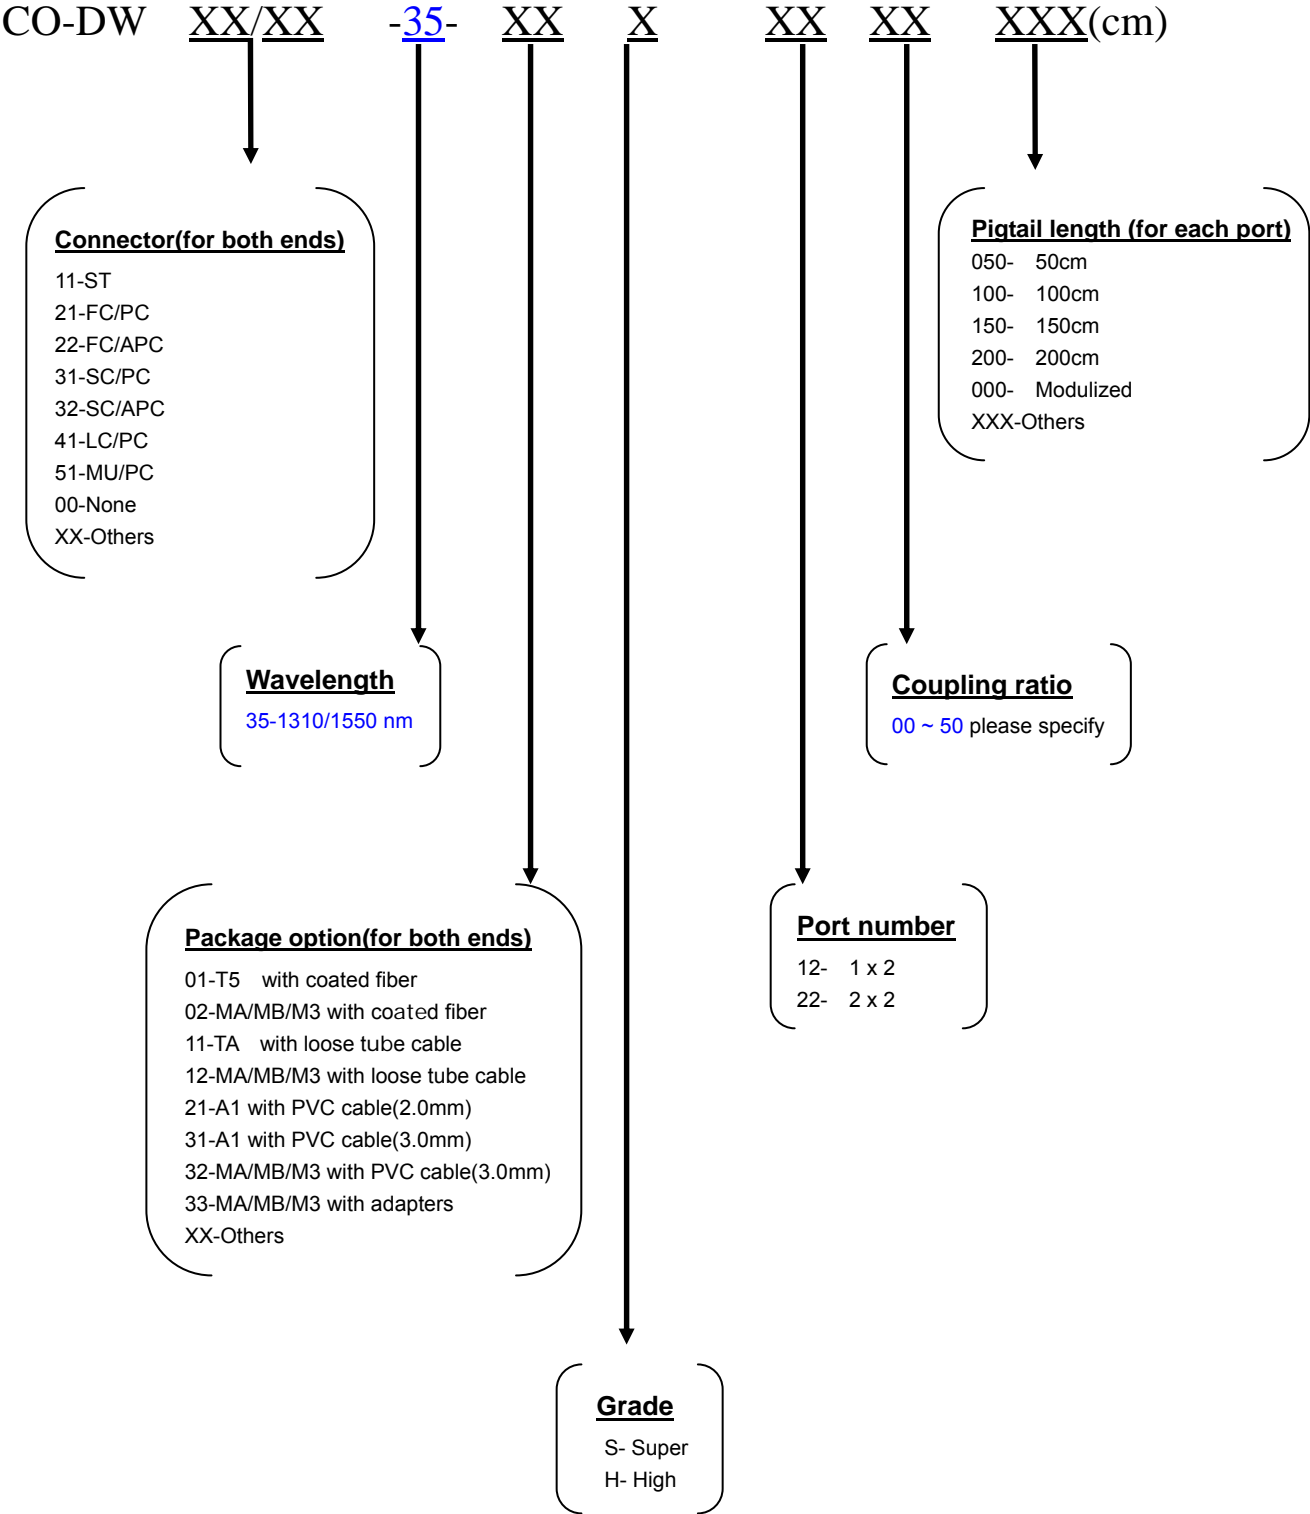 CO-DW XX/XX -35- XX X XX XX XXX(cm)
Connector(for both ends)
11-ST
21-FC/PC
22-FC/APC
31-SC/PC
32-SC/APC
41-LC/PC
51-MU/PC
00-None
XX-Others
Pigtail length (for each port)
050- 50cm
100- 100cm
150- 150cm
200- 200cm
000- Modulized
XXX-Others
Wavelength
35-1310/1550 nm
Coupling ratio
00 ~ 50 please specify
Package option(for both ends)
01-T5 with coated fiber
02-MA/MB/M3 with coated fiber
11-TA with loose tube cable
12-MA/MB/M3 with loose tube cable
21-A1 with PVC cable(2.0mm)
31-A1 with PVC cable(3.0mm)
32-MA/MB/M3 with PVC cable(3.0mm)
33-MA/MB/M3 with adapters
XX-Others
Port number
12- 1 x 2
22- 2 x 2
Grade
S- Super
H- High